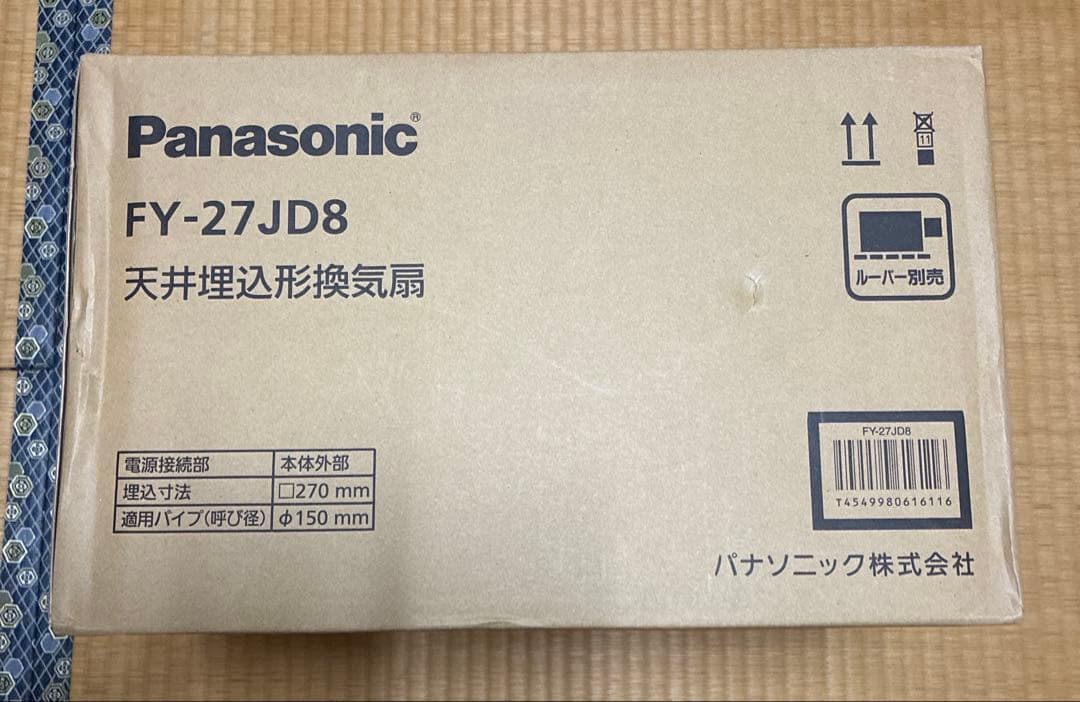 Panasonic®
FY-27JD8
天井埋込形換気扇
11
ルーバー別売
電源接続部 本体外部
埋込寸法 □270 mm
適用パイプ(呼び径) φ150 mm
FY-27JD8
T4549980616116
パナソニック株式会社